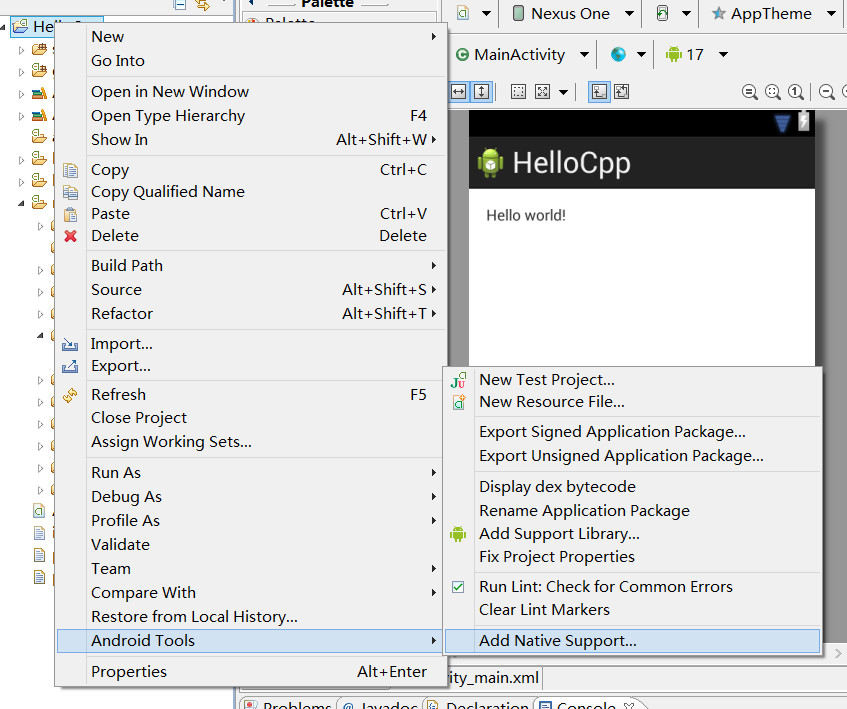 Palette
Palette
Nexus One
AppTheme
MainActivity
17
HelloCpp
Hello world!
New
Go Into
Open in New Window
Open Type Hierarchy F4
Show In Alt+Shift+W
Copy Ctrl+C
Copy Qualified Name
Paste Ctrl+V
Delete Delete
Build Path
Source Alt+Shift+S
Refactor Alt+Shift+T
Import...
Export...
Refresh F5
Close Project
Assign Working Sets...
Run As
Debug As
Profile As
Validate
Team
Compare With
Restore from Local History...
Android Tools
Properties Alt+Enter
New Test Project...
New Resource File...
Export Signed Application Package...
Export Unsigned Application Package...
Display dex bytecode
Rename Application Package
Add Support Library...
Fix Project Properties
Run Lint: Check for Common Errors
Clear Lint Markers
Add Native Support...
ity_main.xml
Problems @ Javadoc Declaration Console